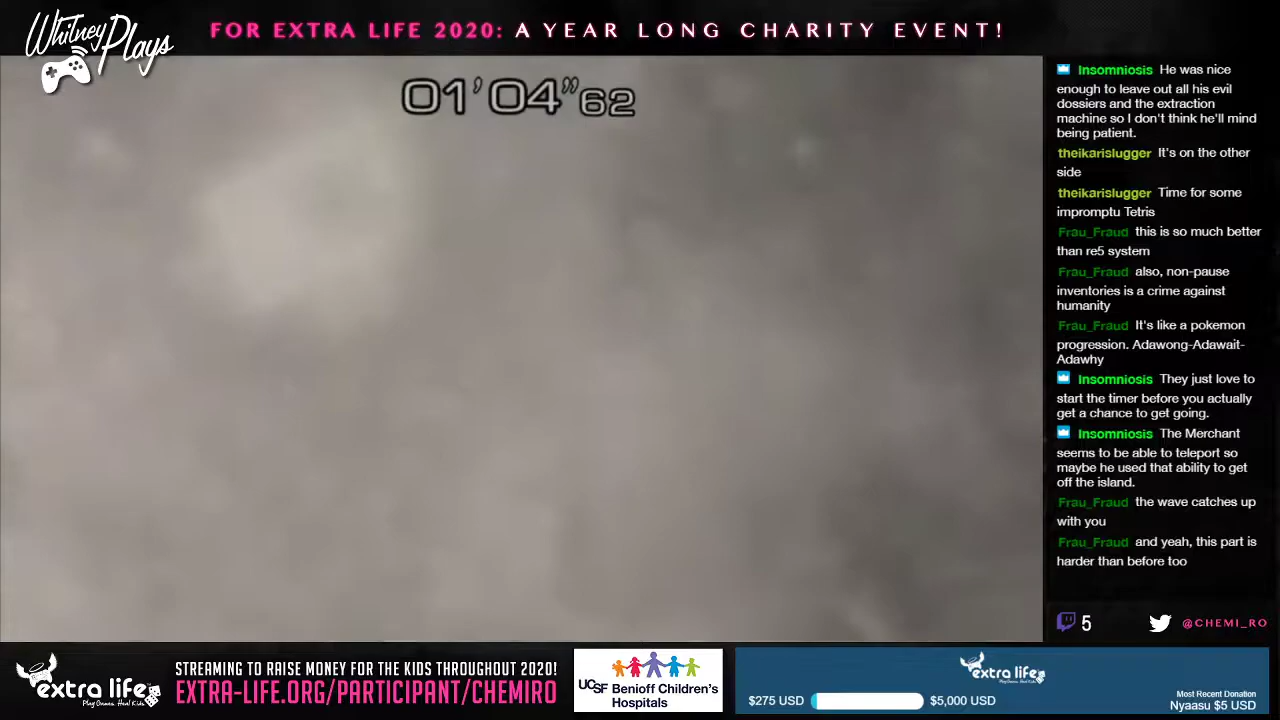 Whitney Plays
FOR EXTRA LIFE 2020: A YEAR LONG CHARITY EVENT!
01'04"62
Insomniosis He was nice
enough to leave out all his evil
dossiers and the extraction
machine so I don't think he'll mind
being patient.
theikarislugger It's on the other
side
theikarislugger Time for some
impromptu Tetris
Frau_Fraud this is so much better
than re5 system
Frau_Fraud also, non-pause
inventories is a crime against
humanity
Frau_Fraud It's like a pokemon
progression. Adawong-Adawait-
Adawhy
Insomniosis They just love to
start the timer before you actually
get a chance to get going.
Insomniosis The Merchant
seems to be able to teleport so
maybe he used that ability to get
off the island.
Frau_Fraud the wave catches up
with you
Frau_Fraud and yeah, this part is
harder than before too
5 @CHEMI_RO
extra life
Play Games. Heal Kids.
STREAMING TO RAISE MONEY FOR THE KIDS THROUGHOUT 2020!
EXTRA-LIFE.ORG/PARTICIPANT/CHEMIRO
UCSF Benioff Children's
Hospitals
extra life
Play Games. Heal Kids.
$275 USD $5,000 USD
Most Recent Donation
Nyaasu $5 USD